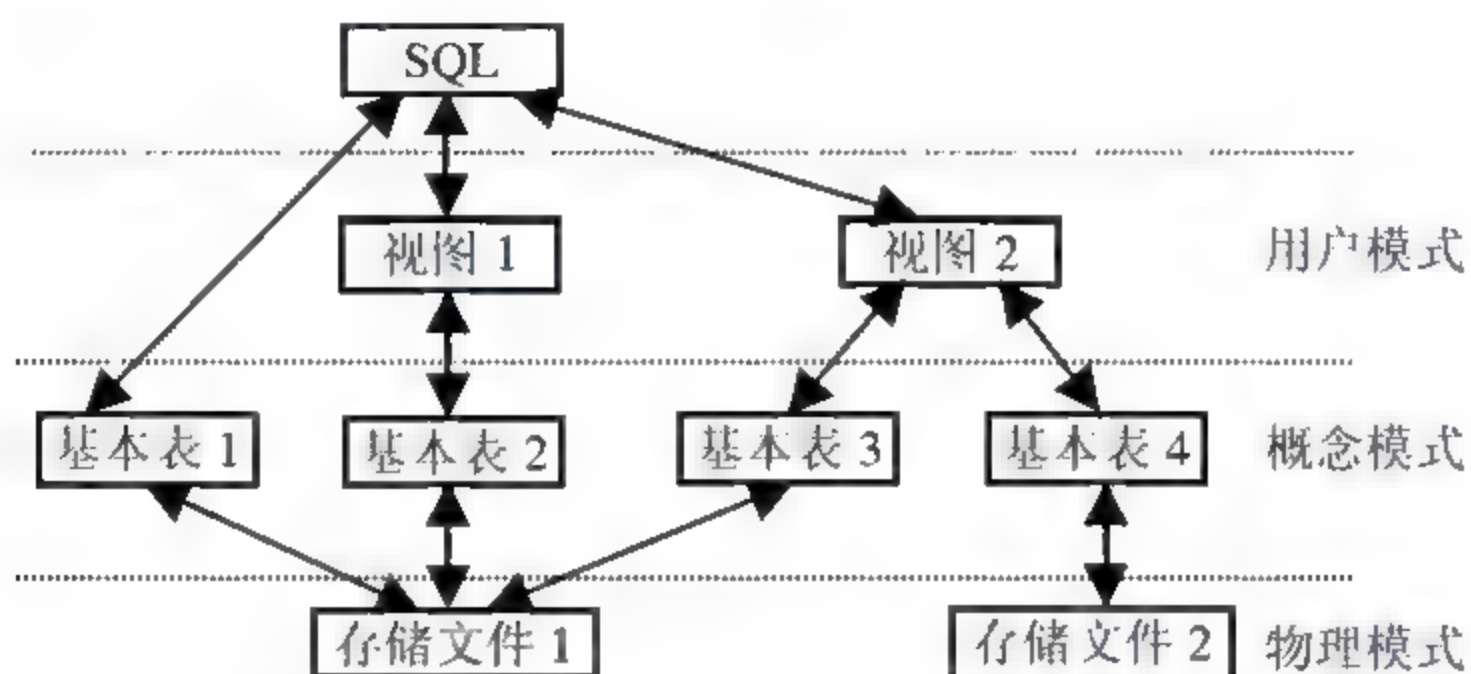 SQL
视图 1
视图 2
用户模式
基本表 1
基本表 2
基本表 3
基本表 4
概念模式
存储文件 1
存储文件 2
物理模式